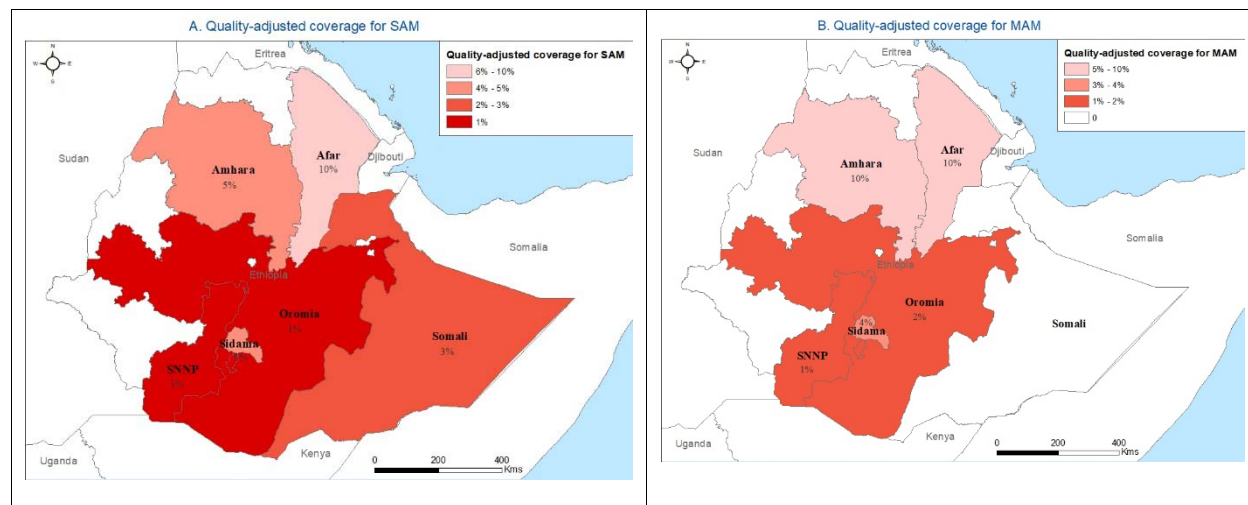 A. Quality-adjusted coverage for SAM
N
W
E
S
Eritrea
Quality-adjusted coverage for SAM
6% - 10%
4% - 5%
2% - 3%
1%
Sudan
Afar
10%
Djibouti
Amhara
5%
Somalia
Ethiopia
Oromia
1%
Sidama
Somali
3%
SNNP
1%
Kenya
Uganda
0 200 400
Kms
B. Quality-adjusted coverage for MAM
N
W
E
S
Eritrea
Quality-adjusted coverage for MAM
5% - 10%
3% - 4%
1% - 2%
0
Sudan
Afar
10%
Djibouti
Amhara
10%
Somalia
Ethiopia
Oromia
2%
4%
Sidama
Somali
SNNP
1%
Kenya
Uganda
0 200 400
Kms